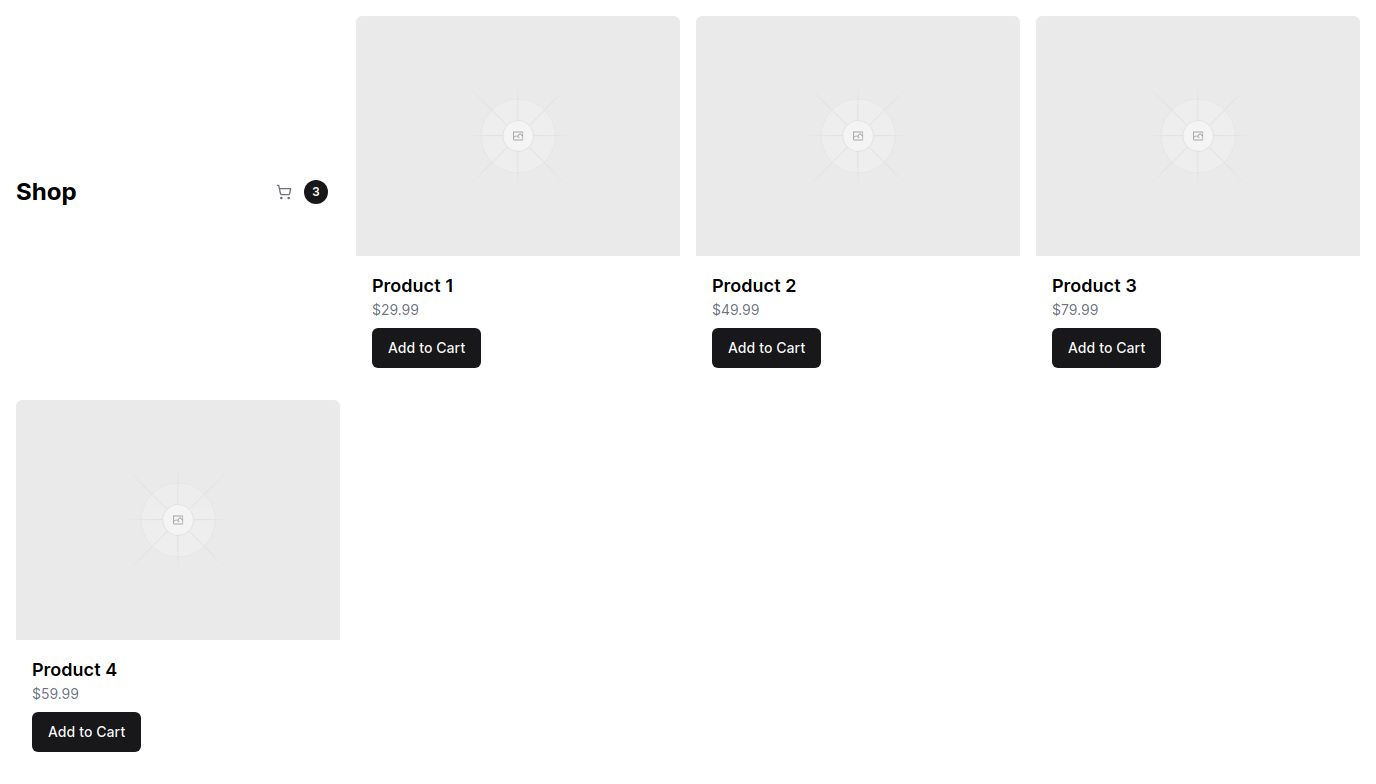 Shop
3
Product 1
$29.99
Add to Cart
Product 2
$49.99
Add to Cart
Product 3
$79.99
Add to Cart
Product 4
$59.99
Add to Cart